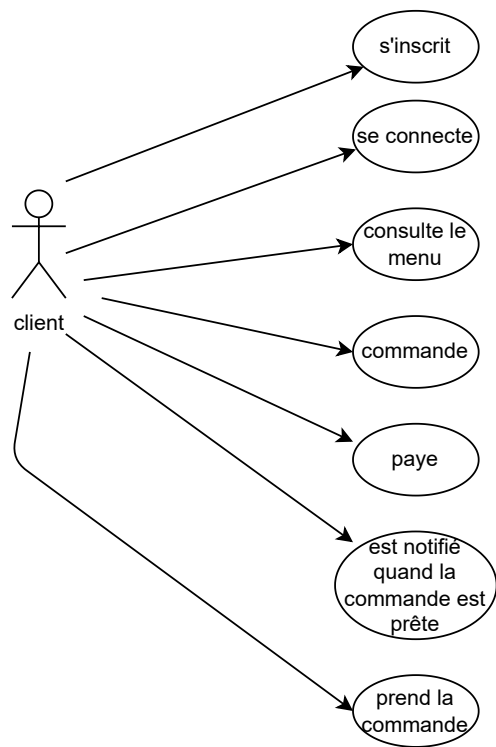 s'inscrit
se connecte
consulte le
menu
client
commande
paye
est notifié
quand la
commande est
prête
prend la
commande